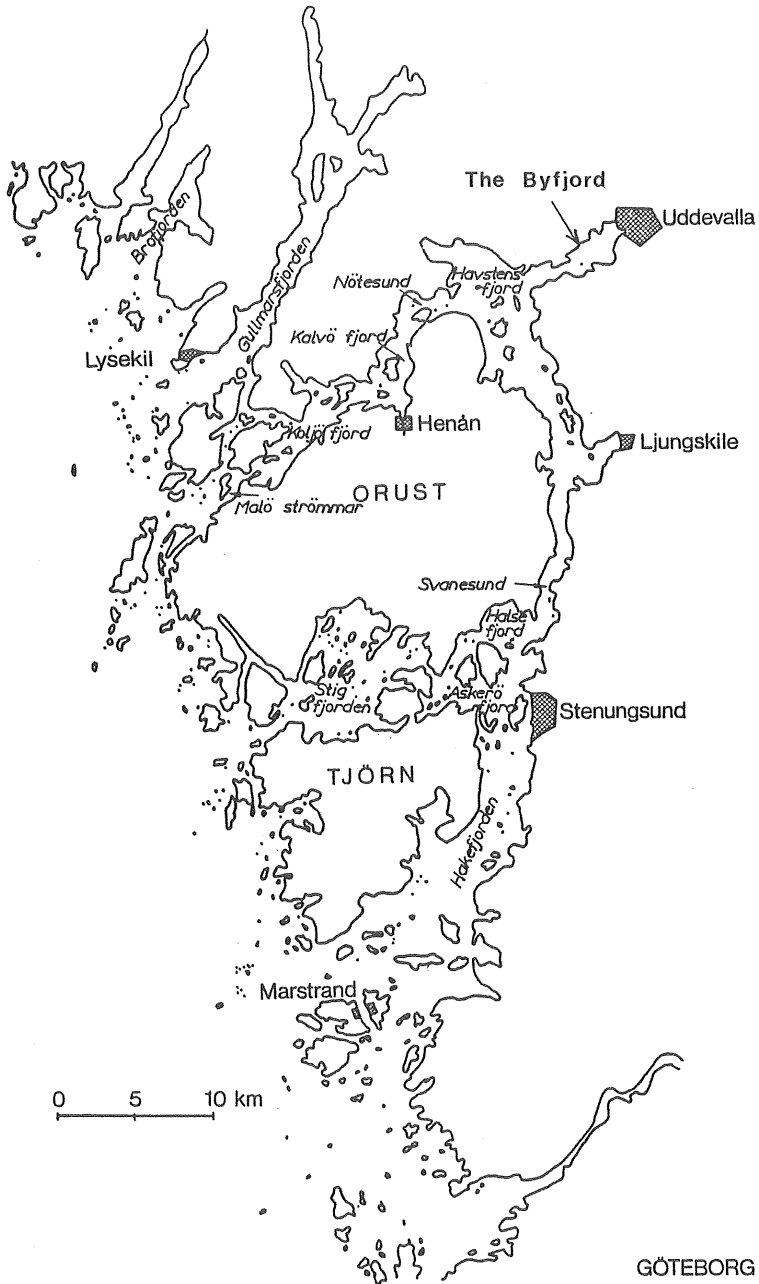 The Byfjord
Uddevalla
Brofjorden
Gullmarsfjorden
Havstens
fjord
Nötesund
Kalvö fjord
Lysekil
Henån
Koljö fjord
Ljungskile
ORUST
Malö strömmar
Svanesund
Halse
fjord
Stig
fjorden
Askerö
fjord
Stenungsund
TJÖRN
Hakefjorden
Marstrand
0 5 10 km
GÖTEBORG